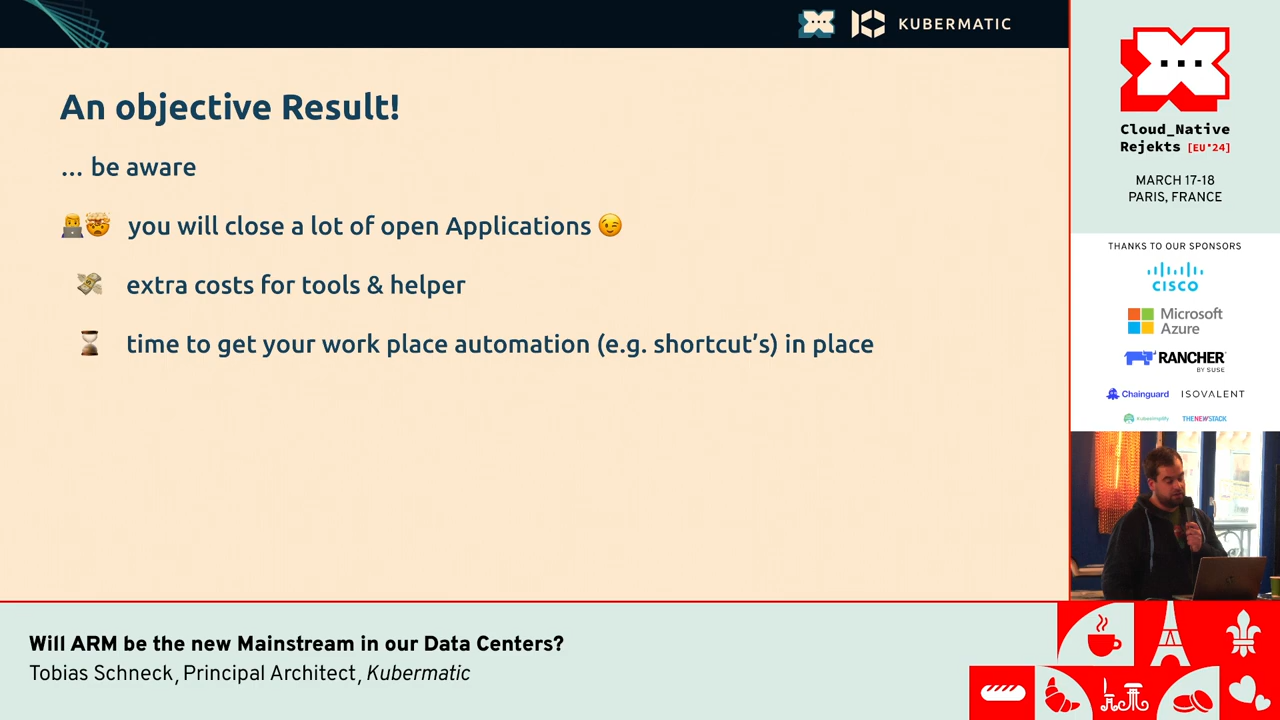 KUBERMATIC
An objective Result!
... be aware
you will close a lot of open Applications 😉
extra costs for tools & helper
time to get your work place automation (e.g. shortcut’s) in place
Cloud_Native
Rejekts [EU'24]
MARCH 17-18
PARIS, FRANCE
THANKS TO OUR SPONSORS
CISCO
Microsoft
Azure
RANCHER
BY SUSE
Chainguard ISOVALENT
Kubesimplify THENEWSTACK
Will ARM be the new Mainstream in our Data Centers?
Tobias Schneck, Principal Architect, Kubermatic